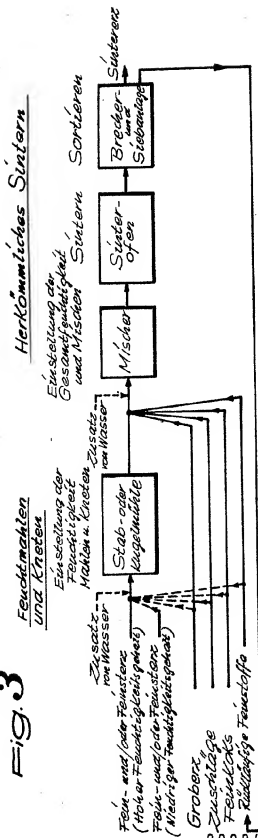 Fig. 3
Feuchtmahlen
und Kneten
Herkömmliches Sintern
Einstellung der
Feuchtigkeit
Mahlen u. Kneten
Einstellung der
Gesamtfeuchtigkeit
und Mischen
Sintern
Sortieren
Zusatz
von Wasser
Zusatz
von Wasser
Stab- oder
Kugelmühle
Mischer
Sinter-
ofen
Brecher-
und
Siebanlage
Sintererz
Fein- und/oder Feinsterz
(Hoher Feuchtigkeitsgehalt)
Fein- und/oder Feinsterz
(Niedriger Feuchtigkeitsgehalt)
Groberz
Zuschläge
Feinkoks
Rückläufige Feinstoffe